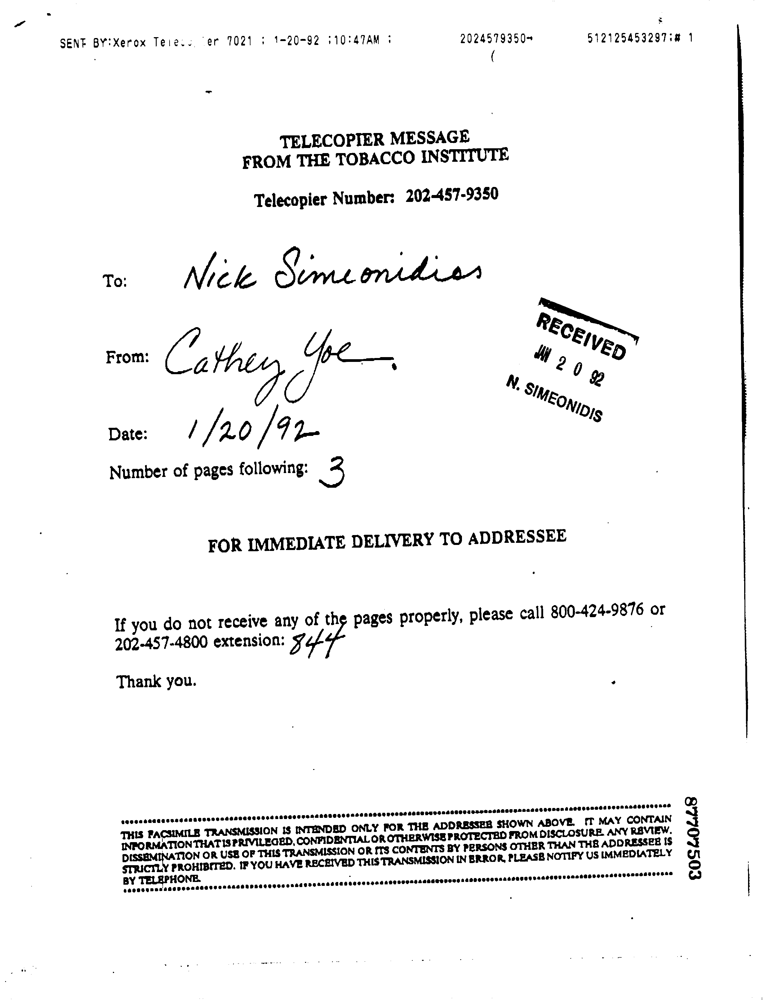 SENT BY:Xerox Tele er 7021 ; 1-20-92 ;10:47AM ; 2024579350→ 512125453297;# 1
TELECOPIER MESSAGE
FROM THE TOBACCO INSTITUTE
Telecopier Number: 202-457-9350
To: Nick Simeonidies
RECEIVED
JAN 20 92
N. SIMEONIDIS
From: Cathey Yoe
Date: 1/20/92
Number of pages following: 3
FOR IMMEDIATE DELIVERY TO ADDRESSEE
If you do not receive any of the pages properly, please call 800-424-9876 or
202-457-4800 extension: 844
Thank you.
THIS FACSIMILE TRANSMISSION IS INTENDED ONLY FOR THE ADDRESSEE SHOWN ABOVE. IT MAY CONTAIN
INFORMATION THAT IS PRIVILEGED, CONFIDENTIAL OR OTHERWISE PROTECTED FROM DISCLOSURE. ANY REVIEW,
DISSEMINATION OR USE OF THIS TRANSMISSION OR ITS CONTENTS BY PERSONS OTHER THAN THE ADDRESSEE IS
STRICTLY PROHIBITED. IF YOU HAVE RECEIVED THIS TRANSMISSION IN ERROR, PLEASE NOTIFY US IMMEDIATELY
BY TELEPHONE.
87707503